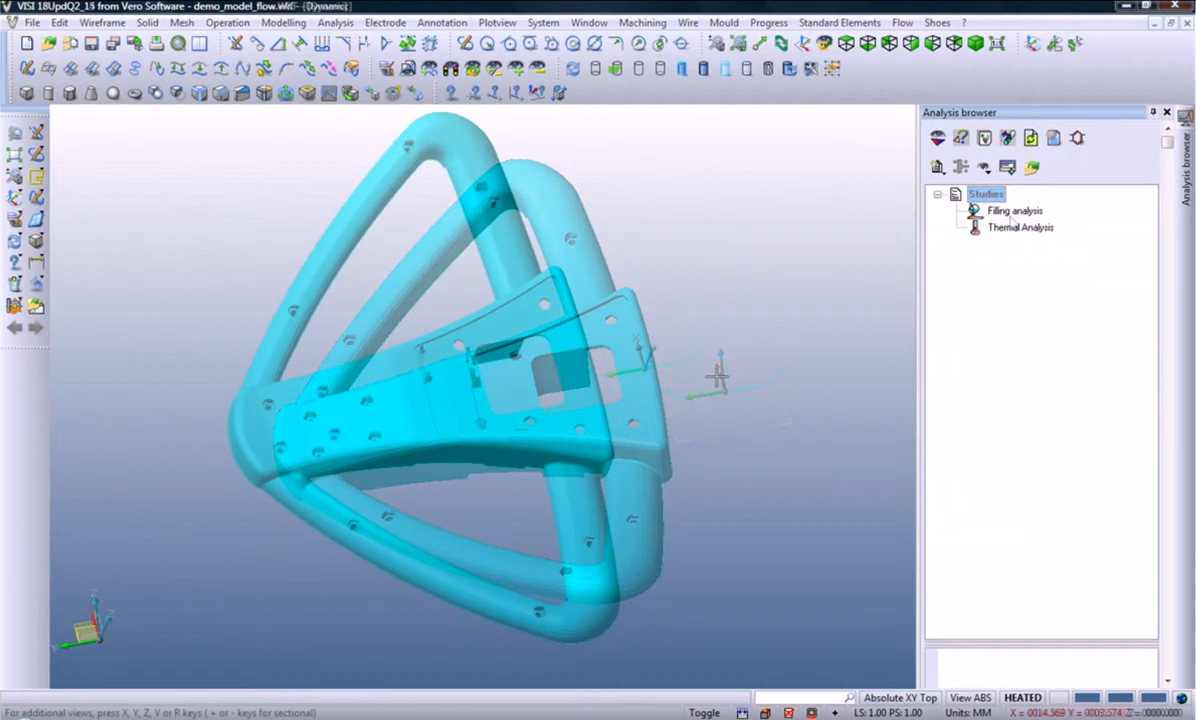 VISI 18UpdQ2_15 from Vero Software - demo_model_flow.WKF - [Dynamic]
File Edit View Wireframe Solid Mesh Operation Modelling Analysis Electrode Annotation Plotview System Window Machining Wire Mould Progress Standard Elements Flow Shoes ?
Analysis browser
Analysis browser
Studies
Filling analysis
Thermal Analysis
Absolute XY Top View ABS HEATED
For additional views, press X, Y, Z, V or R keys ( + or - keys for sectional) Toggle LS: 1.00 PS: 1.00 Units: MM